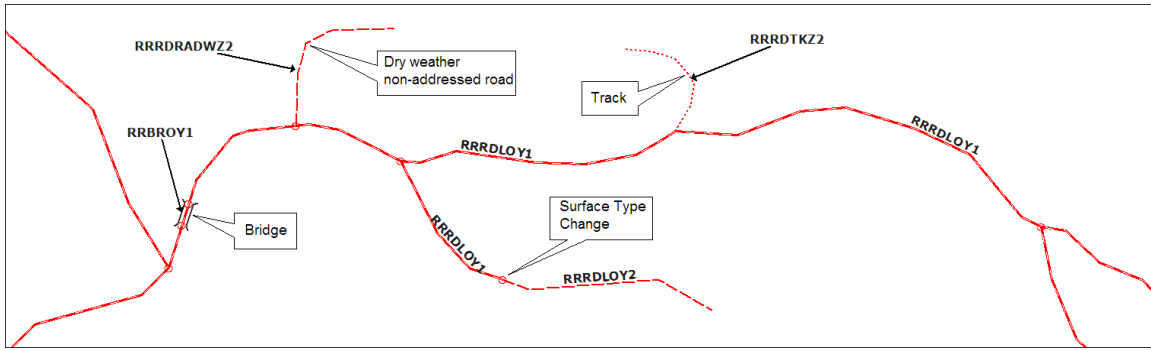 RRRDRADWZ2
Dry weather
non-addressed road
RRRDTKZ2
Track
RRBROY1
RRRDLOY1
RRRDLOY1
Bridge
RRRDLOY1
Surface Type
Change
RRRDLOY2